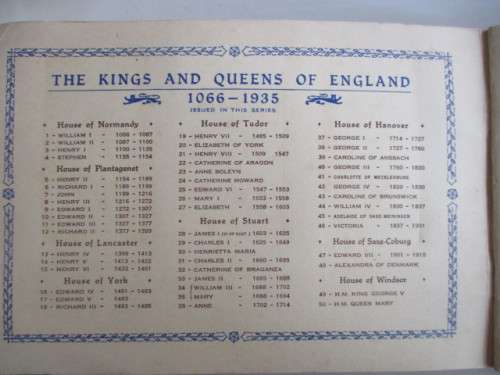 THE KINGS AND QUEENS OF ENGLAND
1066-1935
ISSUED IN THIS SERIES
House of Normandy
1 - WILLIAM I - 1066 - 1087
2 - WILLIAM II - 1087 - 1100
3 - HENRY I - 1100 - 1135
4 - STEPHEN - 1135 - 1154
House of Plantagenet
5 - HENRY II - 1154 - 1189
6 - RICHARD I - 1189 - 1199
7 - JOHN - 1199 - 1216
8 - HENRY III - 1216 - 1272
9 - EDWARD I - 1272 - 1307
10 - EDWARD II - 1307 - 1327
11 - EDWARD III - 1327 - 1377
12 - RICHARD II - 1377 - 1399
House of Lancaster
13 - HENRY IV - 1399 - 1413
14 - HENRY V - 1413 - 1422
15 - HENRY VI - 1422 - 1461
House of York
16 - EDWARD IV - 1461 - 1483
17 - EDWARD V - 1483
18 - RICHARD III - 1483 - 1485
House of Tudor
19 - HENRY VII - 1485 - 1509
20 - ELIZABETH OF YORK
21 - HENRY VIII - 1509 - 1547
22 - CATHERINE OF ARAGON
23 - ANNE BOLEYN
24 - CATHERINE HOWARD
25 - EDWARD VI - 1547 - 1553
26 - MARY I - 1553 - 1558
27 - ELIZABETH - 1558 - 1603
House of Stuart
28 - JAMES I 1603 - 1625
29 - CHARLES I - 1625 - 1649
30 - HENRIETTA MARIA
31 - CHARLES II - 1660 - 1685
32 - CATHERINE OF BRAGANZA
33 - JAMES II - 1685 - 1688
34 WILLIAM III - 1688 - 1702
35 MARY - 1688 - 1694
36 - ANNE - 1702 - 1714
House of Hanover
37 - GEORGE I - 1714 - 1727
38 - GEORGE II - 1727 - 1760
39 - CAROLINE OF ANSBACH
40 - GEORGE III - 1760 - 1820
41 - CHARLOTTE OF MECKLENBURG
42 GEORGE IV - 1820 - 1830
43 - CAROLINE OF BRUNSWICK
44 - WILLIAM IV - 1830 - 1837
45 - ADELAIDE OF SAXE-MEININGEN
46 - VICTORIA - 1837 - 1901
House of Saxe-Coburg
47 - EDWARD VII - 1901 - 1910
48 - ALEXANDRA OF DENMARK
House of Windsor
49 - H.M. KING GEORGE V
50 - H.M. QUEEN MARY